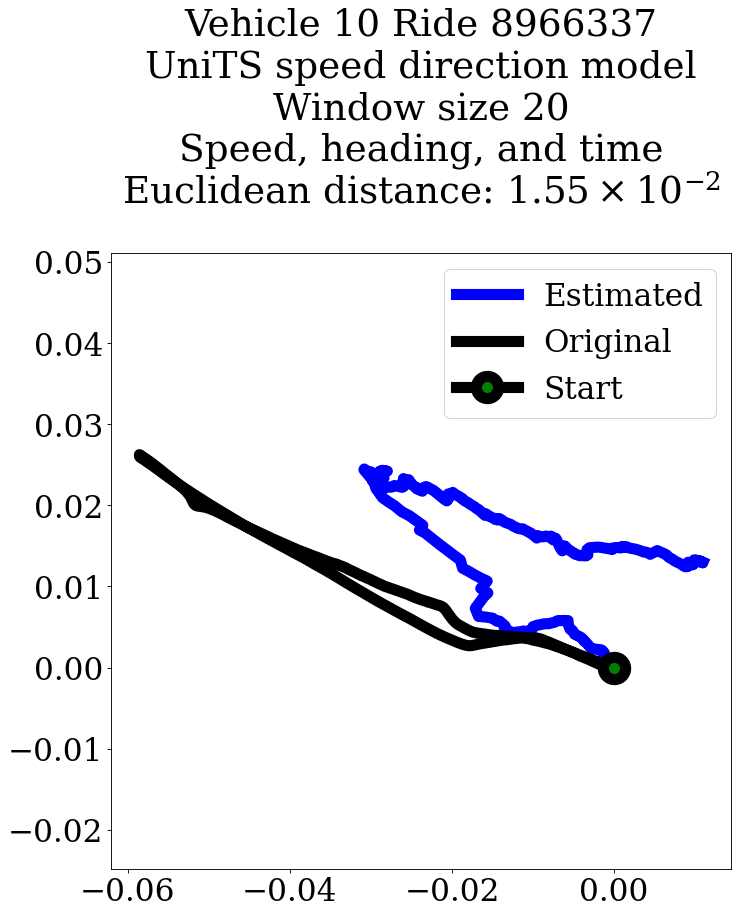 Vehicle 10 Ride 8966337
UniTS speed direction model
Window size 20
Speed, heading, and time
Euclidean distance: 1.55 × 10⁻²
Estimated
Original
Start
0.05
0.04
0.03
0.02
0.01
0.00
−0.01
−0.02
−0.06 −0.04 −0.02 0.00